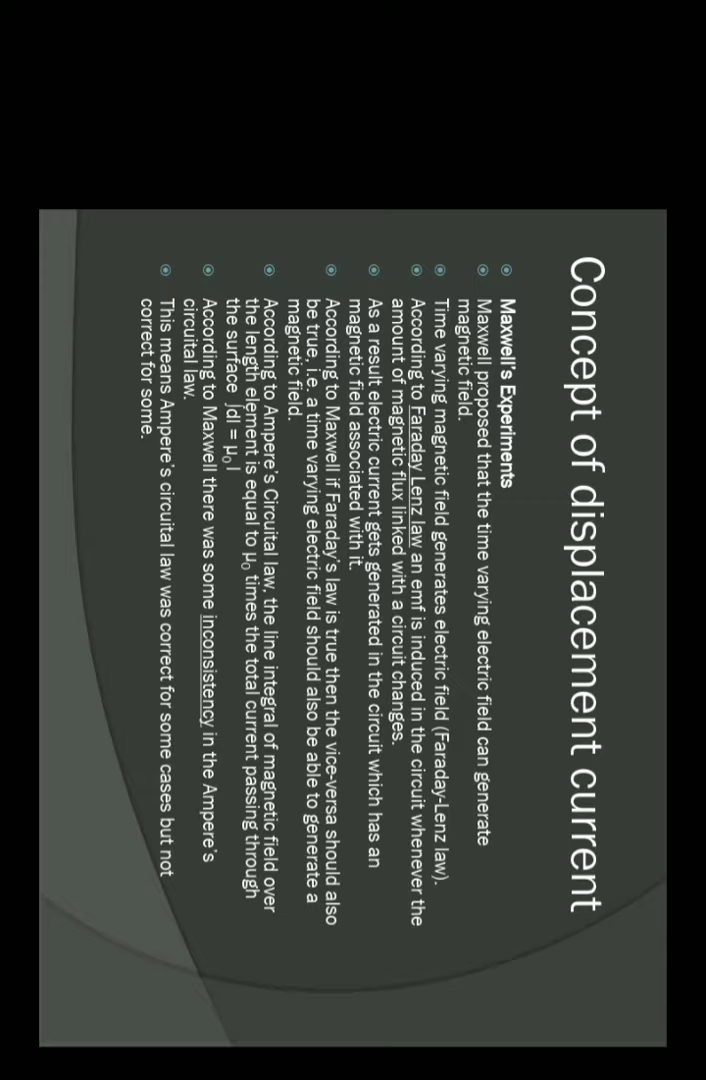 Concept of displacement current
Maxwell's Experiments
Maxwell proposed that the time varying electric field can generate
magnetic field.
Time varying magnetic field generates electric field (Faraday-Lenz law).
According to Faraday Lenz law an emf is induced in the circuit whenever the
amount of magnetic flux linked with a circuit changes.
As a result electric current gets generated in the circuit which has an
magnetic field associated with it.
According to Maxwell if Faraday's law is true then the vice-versa should also
be true, i.e. a time varying electric field should also be able to generate a
magnetic field.
According to Ampere's Circuital law, the line integral of magnetic field over
the length element is equal to μ₀ times the total current passing through
the surface ∫dl = μ₀I
According to Maxwell there was some inconsistency in the Ampere's
circuital law.
This means Ampere's circuital law was correct for some cases but not
correct for some.